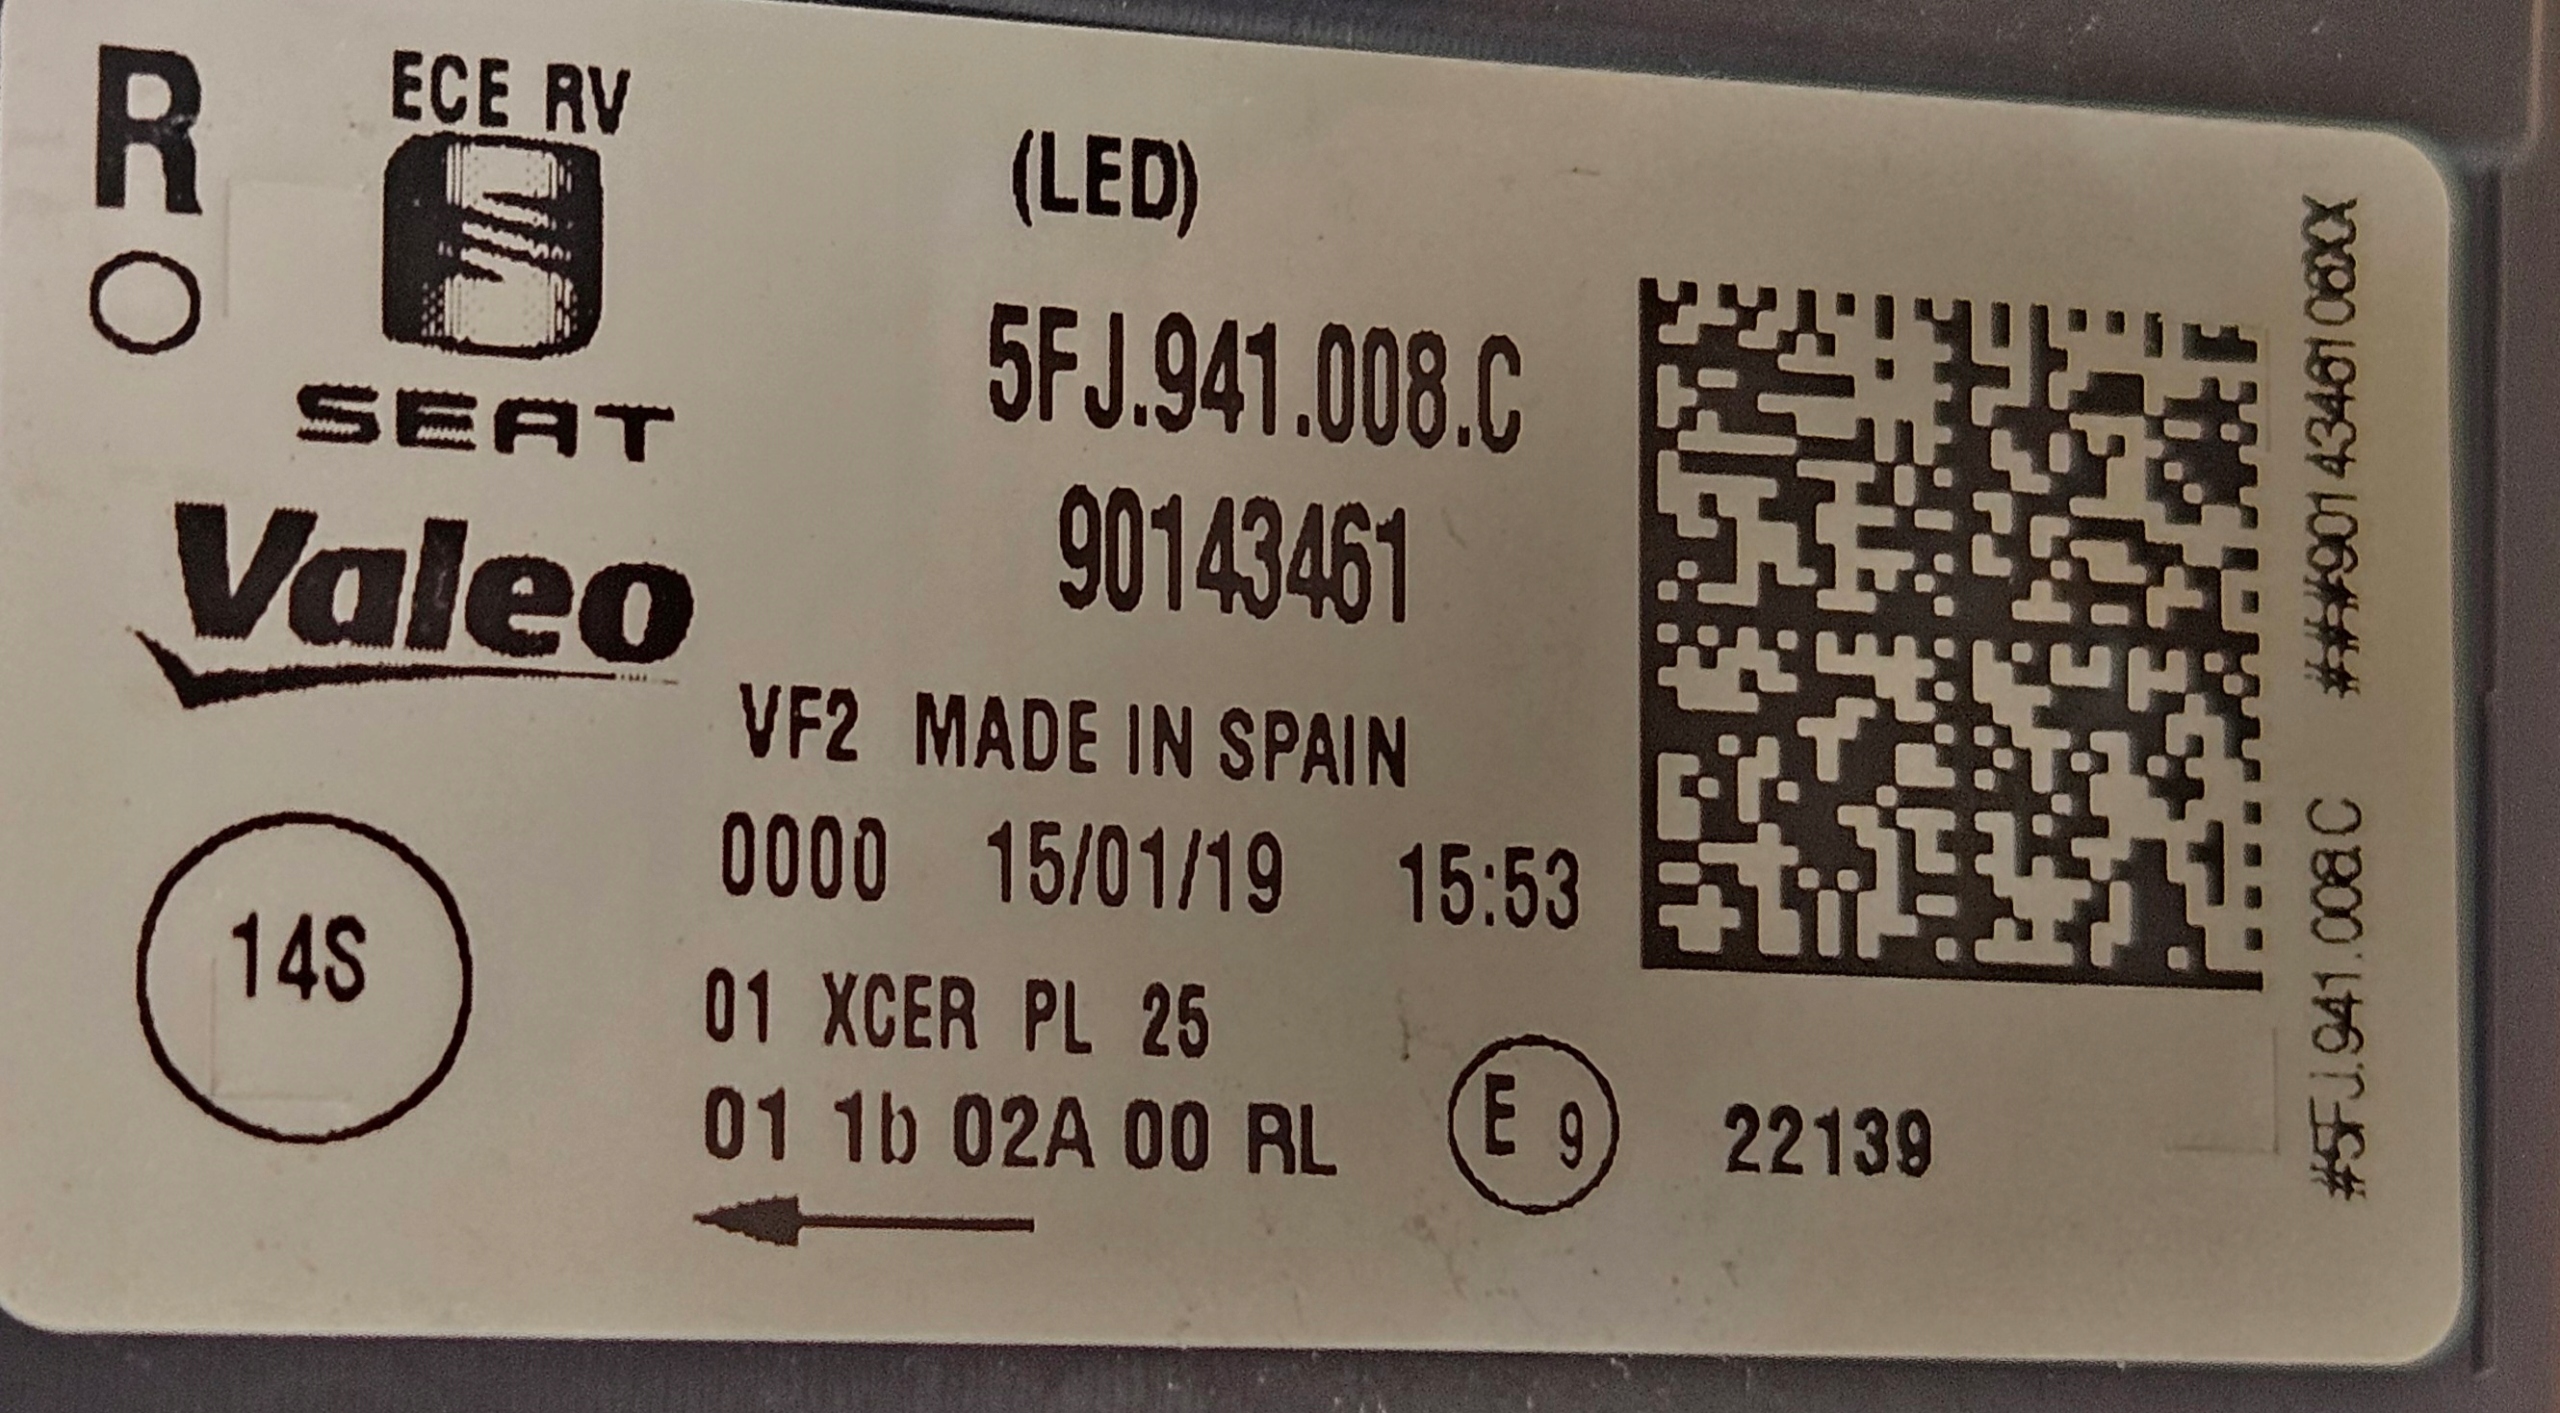 R
ECE RV
SEAT
Valeo
(LED)
5FJ.941.008.C
90143461
VF2 MADE IN SPAIN
0000 15/01/19 15:53
14S
01 XCER PL 25
01 1b 02A 00 RL
E 9
22139
#5FJ.941.008.C ###9014346108XX